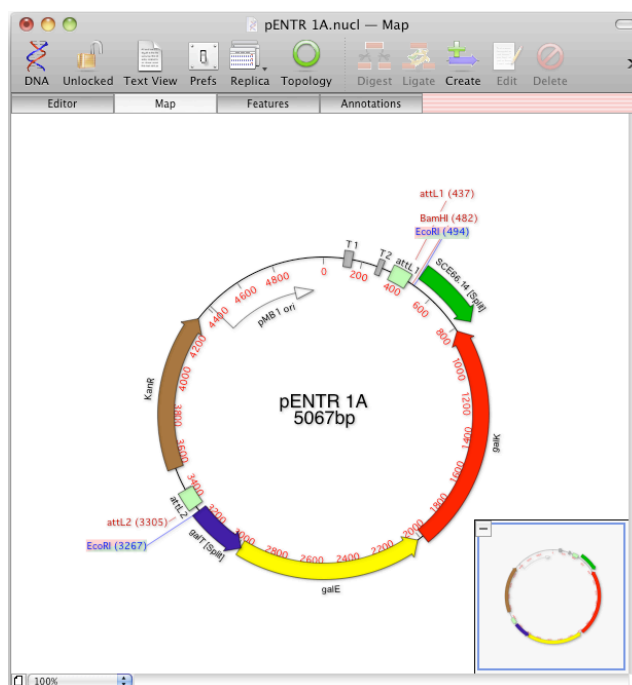 pENTR 1A.nucl — Map
DNA Unlocked Text View Prefs Replica Topology Digest Ligate Create Edit Delete
Editor Map Features Annotations
attL1 (437)
BamHI (482)
EcoRI (494)
T1
T2
attL1
SCE66.14 [Split]
0
200
400
600
800
1000
1200
1400
1600
1800
2000
2200
2400
2600
2800
3000
3200
3400
3600
3800
4000
4200
4400
4600
4800
pMB1 ori
KanR
pENTR 1A
5067bp
galK
attL2
attL2 (3305)
EcoRI (3267)
galT [Split]
galE
100%